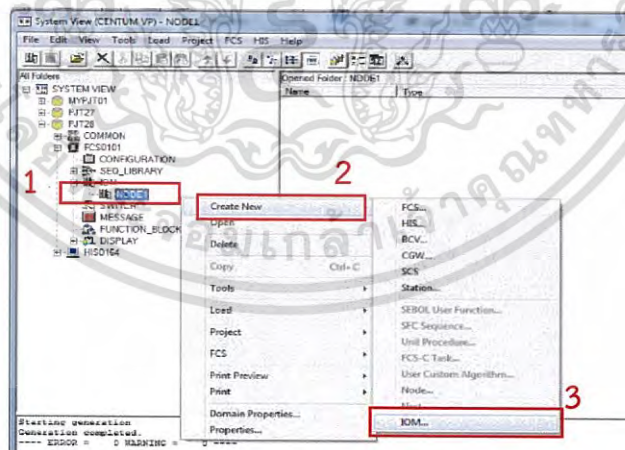 System View (CENTUM VP) - NODE1
File Edit View Tools Load Project FCS HIS Help
All Folders
SYSTEM VIEW
MYPJT01
PJT27
PJT28
COMMON
FCS0101
CONFIGURATION
SEQ_LIBRARY
1
NODE1
MESSAGE
FUNCTION_BLOCK
DISPLAY
HIS0164
Opened Folder : NODE1
Name Type
2
Create New
Open
Delete
Copy Ctrl+C
Tools
Load
Project
FCS
Print Preview
Print
Domain Properties...
Properties...
FCS...
HIS...
BCV...
CGW...
SCS
Station...
SEBOL User Function...
SFC Sequence...
Unit Procedure...
FCS-C Task...
User Custom Algorithm...
Node...
3
IOM...
Starting generation
Generation completed.
---- ERROR = 0 WARNING = 0 ----